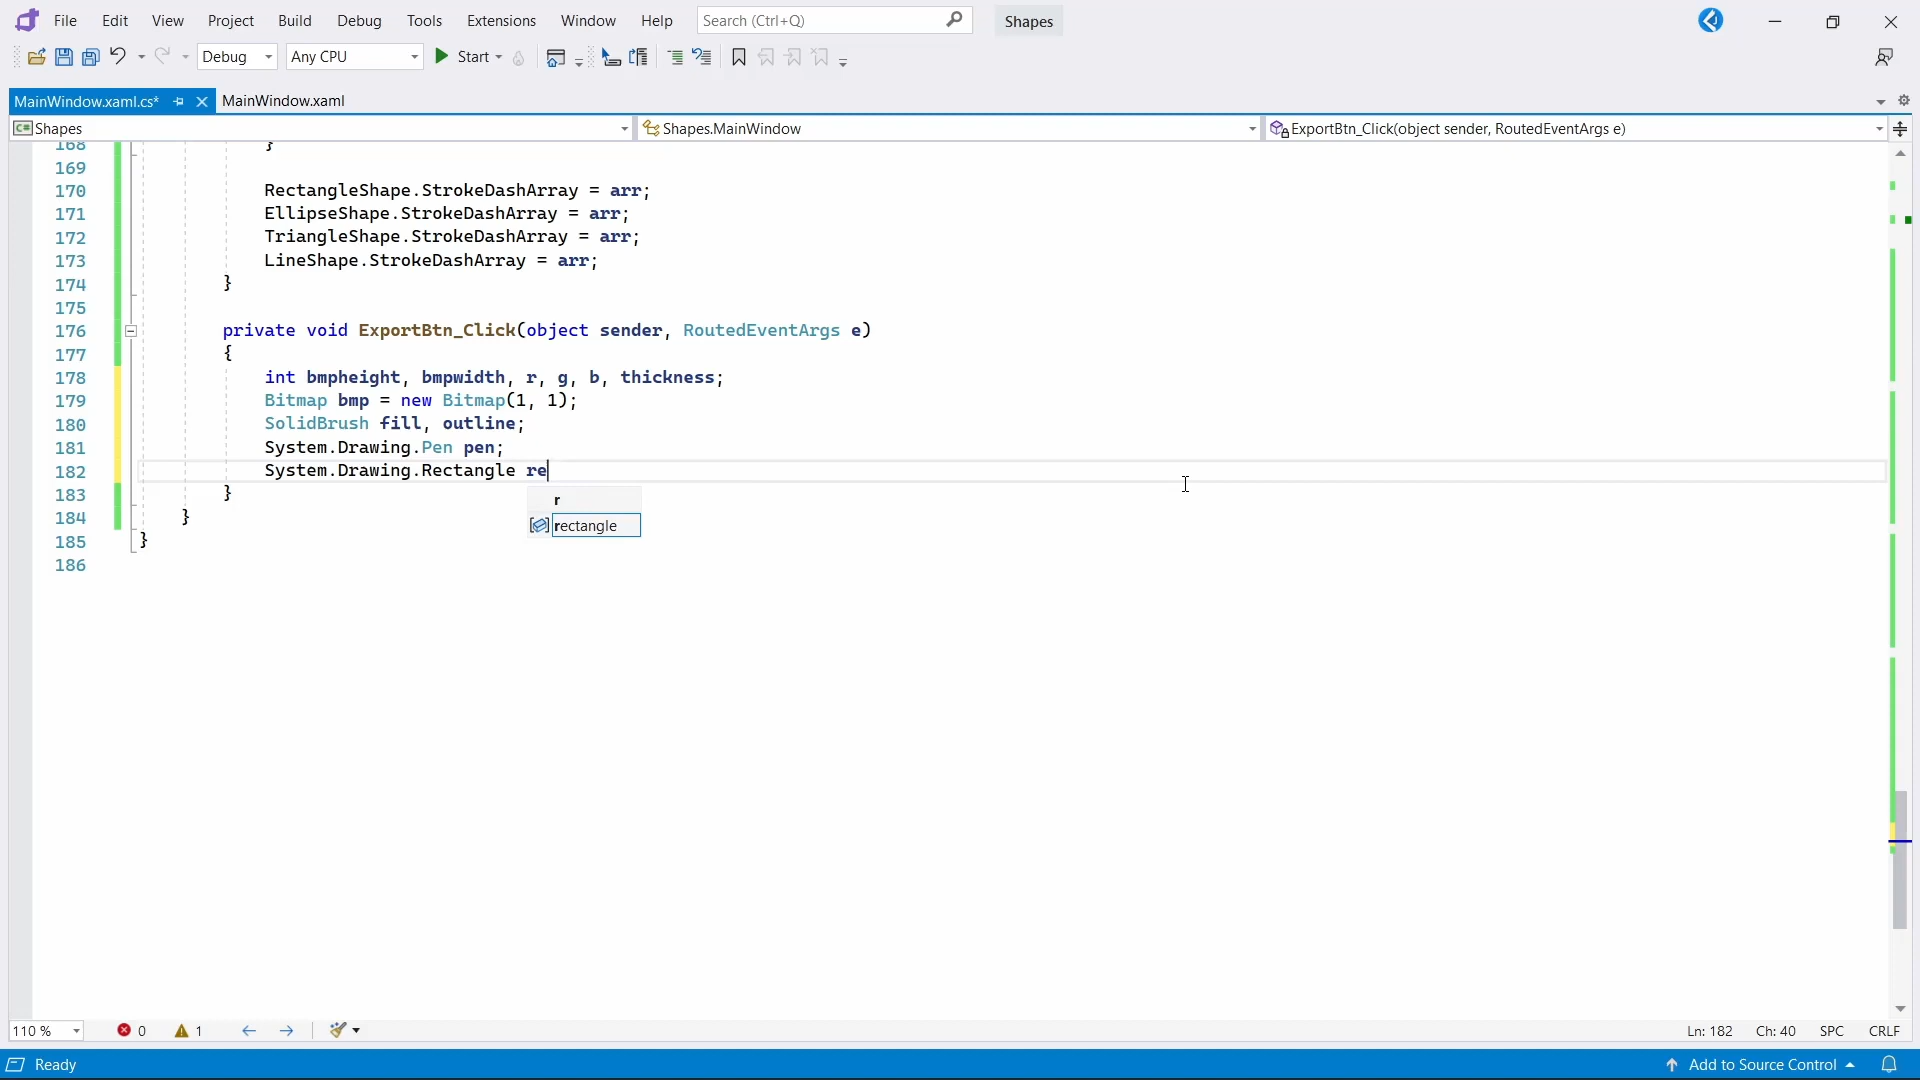 File Edit View Project Build Debug Tools Extensions Window Help Search (Ctrl+Q) Shapes
Debug Any CPU Start
MainWindow.xaml.cs* MainWindow.xaml
C# Shapes Shapes.MainWindow ExportBtn_Click(object sender, RoutedEventArgs e)
168 }
169
170 RectangleShape.StrokeDashArray = arr;
171 EllipseShape.StrokeDashArray = arr;
172 TriangleShape.StrokeDashArray = arr;
173 LineShape.StrokeDashArray = arr;
174 }
175
176 private void ExportBtn_Click(object sender, RoutedEventArgs e)
177 {
178 int bmpheight, bmpwidth, r, g, b, thickness;
179 Bitmap bmp = new Bitmap(1, 1);
180 SolidBrush fill, outline;
181 System.Drawing.Pen pen;
182 System.Drawing.Rectangle re
183 }
r
184 }
rectangle
185 }
186
110 % 0 1 Ln: 182 Ch: 40 SPC CRLF
Ready Add to Source Control